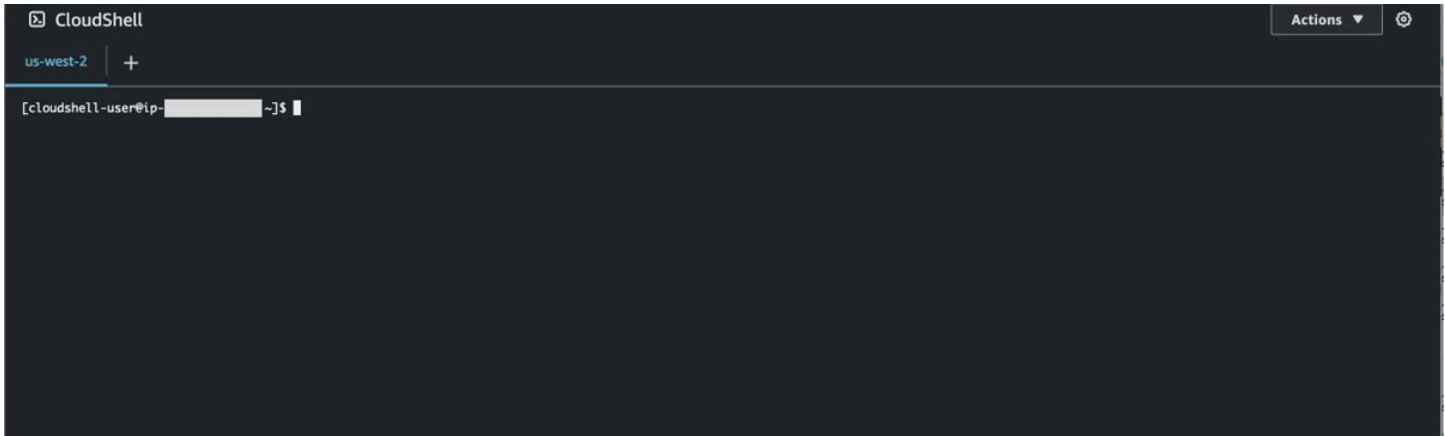 CloudShell
Actions ▼
us-west-2
+
[cloudshell-user@ip- ~]$